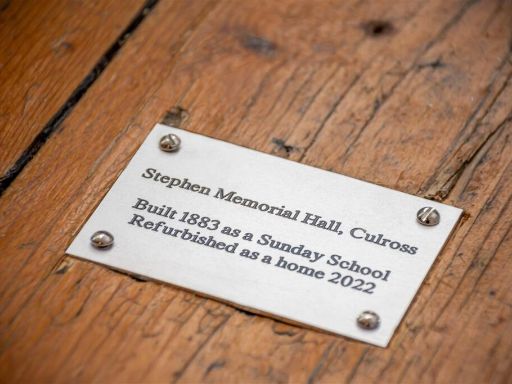 Stephen Memorial Hall, Culross
Built 1883 as a Sunday School
Refurbished as a home 2022